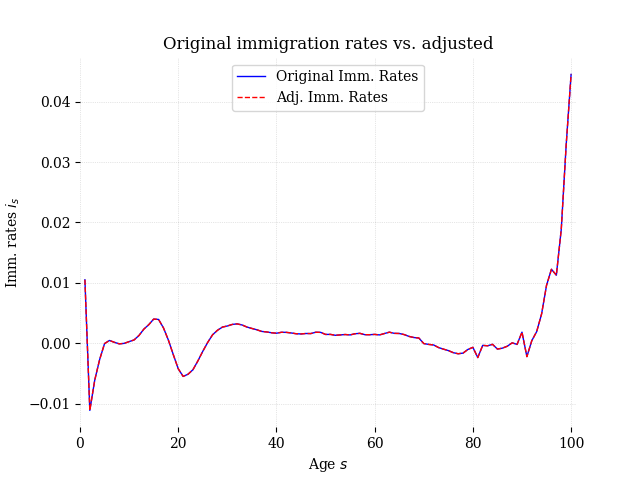 Original immigration rates vs. adjusted
Original Imm. Rates
Adj. Imm. Rates
Imm. rates i_s
0.04
0.03
0.02
0.01
0.00
−0.01
0 20 40 60 80 100
Age s